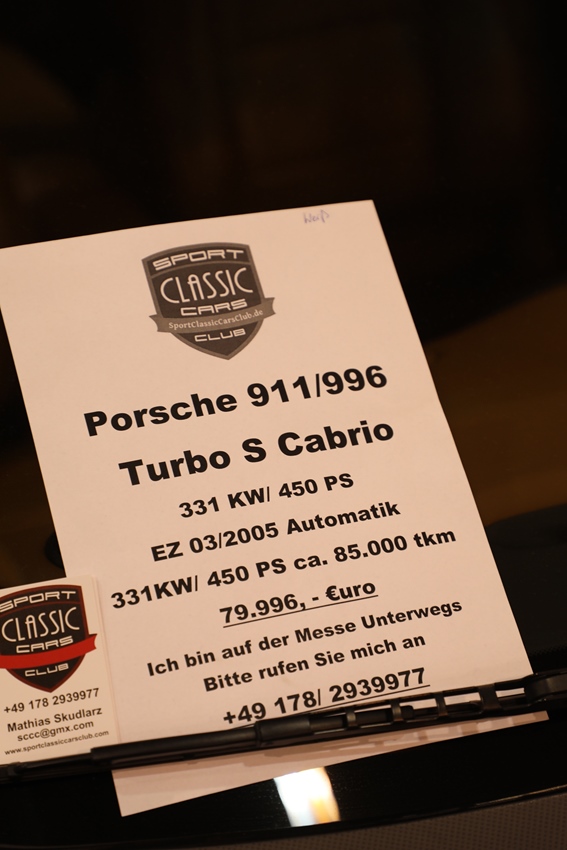 Weiß
SPORT
CLASSIC
CARS
SportClassicCarsClub.de
CLUB
Porsche 911/996
Turbo S Cabrio
331 KW/ 450 PS
EZ 03/2005 Automatik
331KW/ 450 PS ca. 85.000 tkm
79.996, - €uro
Ich bin auf der Messe Unterwegs
Bitte rufen Sie mich an
+49 178/ 2939977
SPORT
CLASSIC
CARS
CLUB
+49 178 2939977
Mathias Skudlarz
sccc@gmx.com
www.sportclassiccarsclub.com